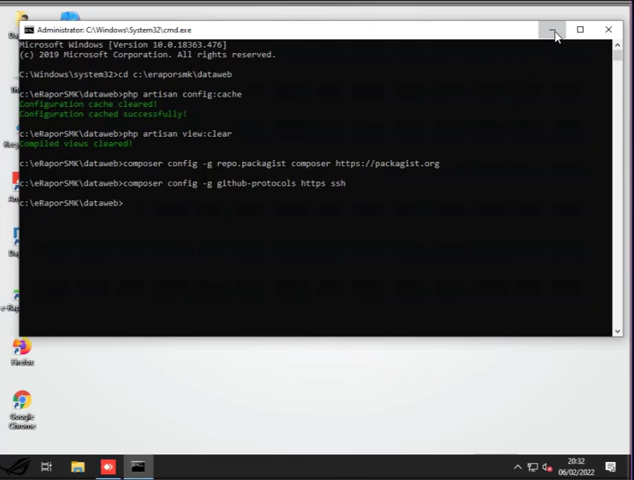 Administrator: C:\Windows\System32\cmd.exe
Microsoft Windows [Version 10.0.18363.476]
(c) 2019 Microsoft Corporation. All rights reserved.
C:\Windows\system32>cd c:\eraporsmk\dataweb
c:\eRaporSMK\dataweb>php artisan config:cache
Configuration cache cleared!
Configuration cached successfully!
c:\eRaporSMK\dataweb>php artisan view:clear
Compiled views cleared!
c:\eRaporSMK\dataweb>composer config -g repo.packagist composer https://packagist.org
c:\eRaporSMK\dataweb>composer config -g github-protocols https ssh
c:\eRaporSMK\dataweb>
Firefox
Google
Chrome
20:32
06/02/2022